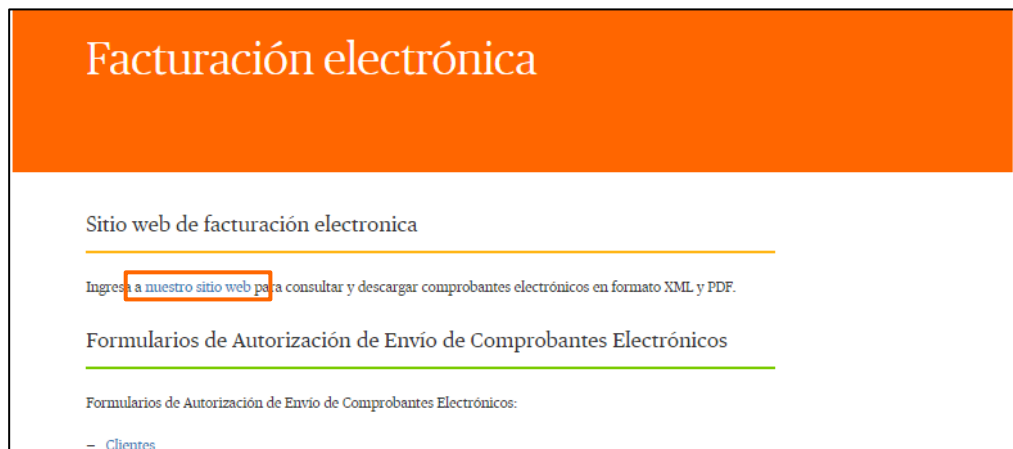 Facturación electrónica
Sitio web de facturación electronica
Ingresa a nuestro sitio web para consultar y descargar comprobantes electrónicos en formato XML y PDF.
Formularios de Autorización de Envío de Comprobantes Electrónicos
Formularios de Autorización de Envío de Comprobantes Electrónicos:
– Clientes